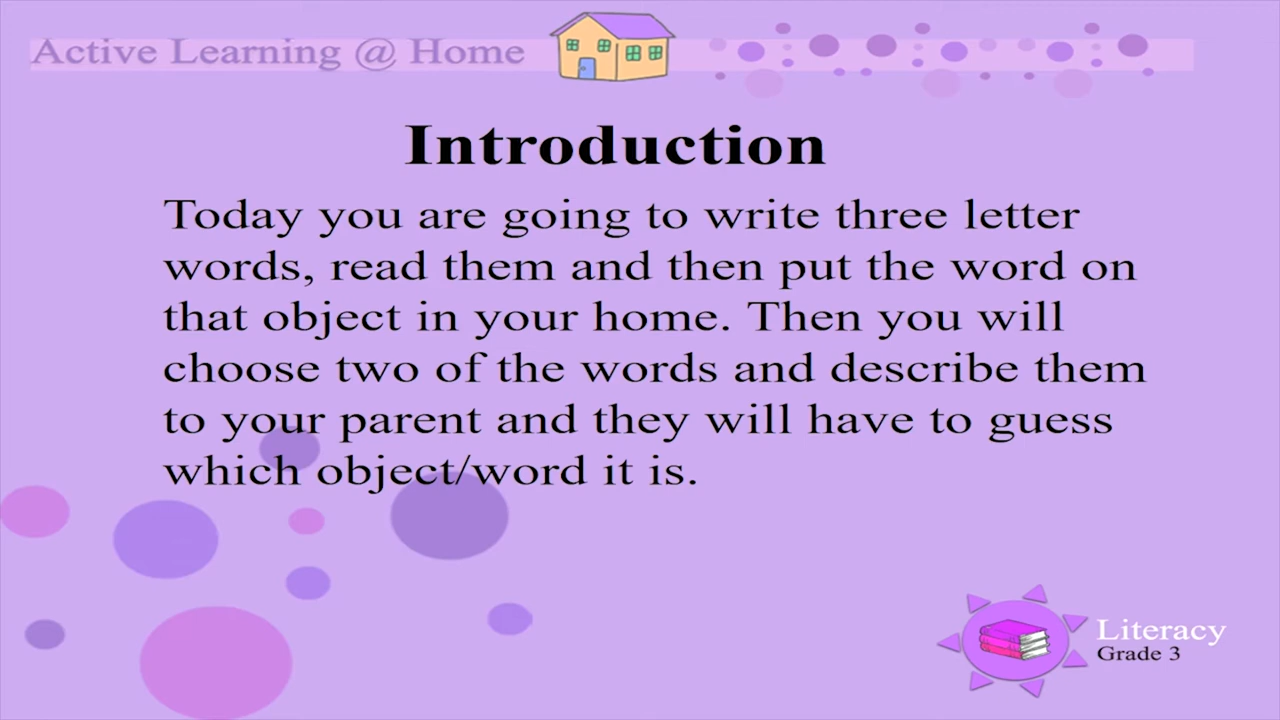 Active Learning @ Home
Introduction
Today you are going to write three letter
words, read them and then put the word on
that object in your home. Then you will
choose two of the words and describe them
to your parent and they will have to guess
which object/word it is.
Literacy
Grade 3